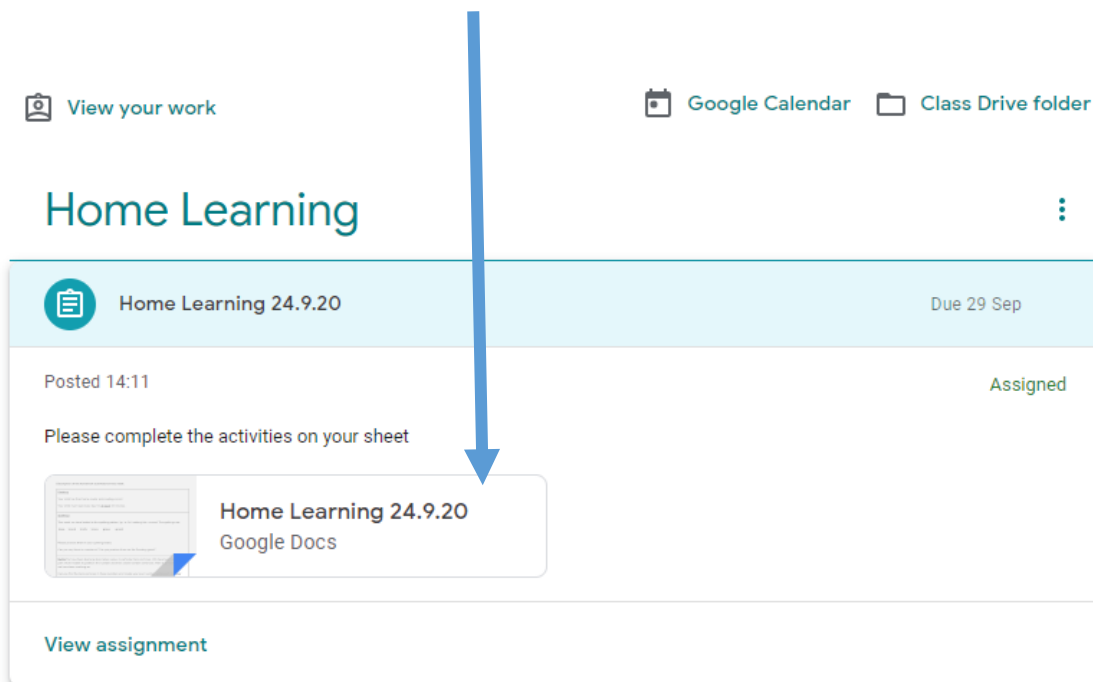 View your work
Google Calendar
Class Drive folder
Home Learning
Home Learning 24.9.20
Due 29 Sep
Posted 14:11
Assigned
Please complete the activities on your sheet
Home Learning 24.9.20
Google Docs
View assignment